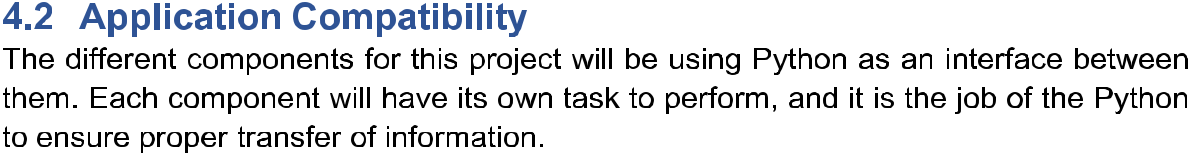 4.2 Application Compatibility
The different components for this project will be using Python as an interface between
them. Each component will have its own task to perform, and it is the job of the Python
to ensure proper transfer of information.